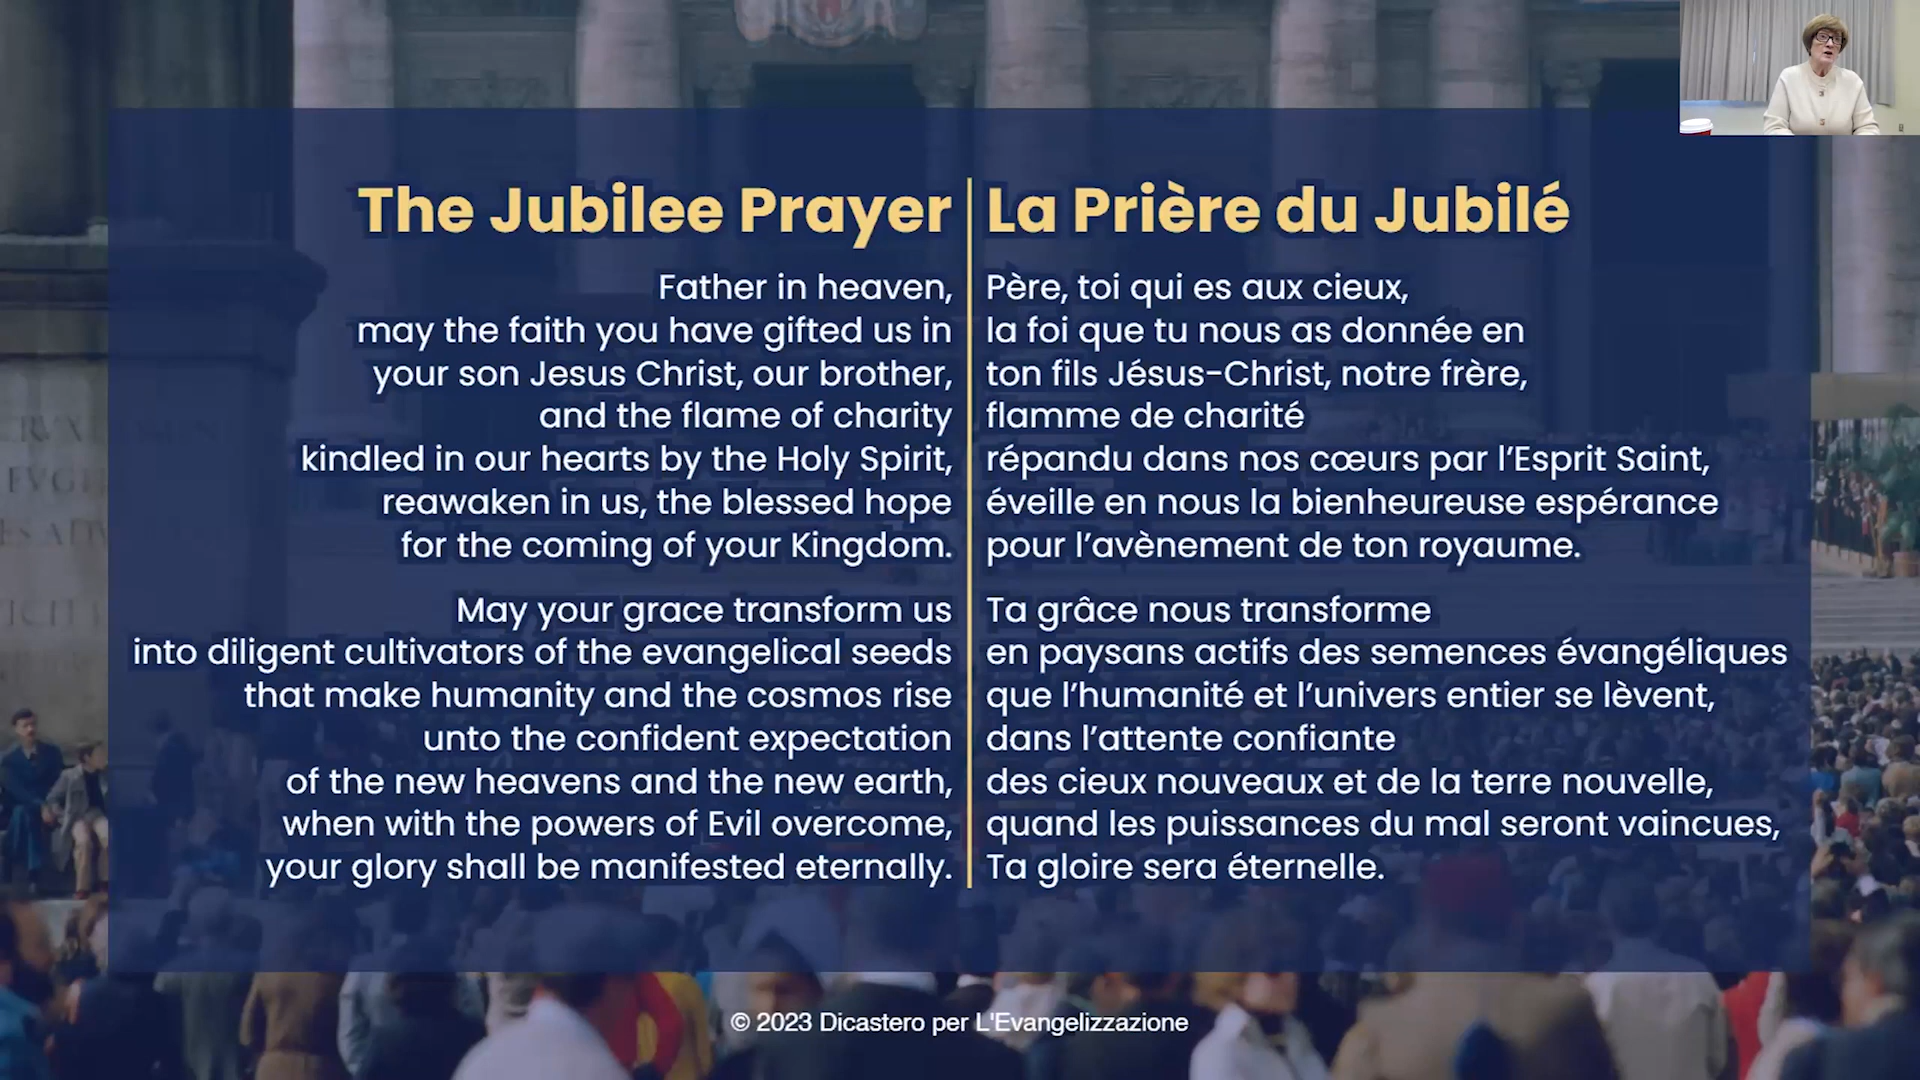 The Jubilee Prayer
Father in heaven,
may the faith you have gifted us in
your son Jesus Christ, our brother,
and the flame of charity
kindled in our hearts by the Holy Spirit,
reawaken in us, the blessed hope
for the coming of your Kingdom.
May your grace transform us
into diligent cultivators of the evangelical seeds
that make humanity and the cosmos rise
unto the confident expectation
of the new heavens and the new earth,
when with the powers of Evil overcome,
your glory shall be manifested eternally.
La Prière du Jubilé
Père, toi qui es aux cieux,
la foi que tu nous as donnée en
ton fils Jésus-Christ, notre frère,
flamme de charité
répandu dans nos cœurs par l’Esprit Saint,
éveille en nous la bienheureuse espérance
pour l’avènement de ton royaume.
Ta grâce nous transforme
en paysans actifs des semences évangéliques
que l’humanité et l’univers entier se lèvent,
dans l’attente confiante
des cieux nouveaux et de la terre nouvelle,
quand les puissances du mal seront vaincues,
Ta gloire sera éternelle.
© 2023 Dicastero per L'Evangelizzazione